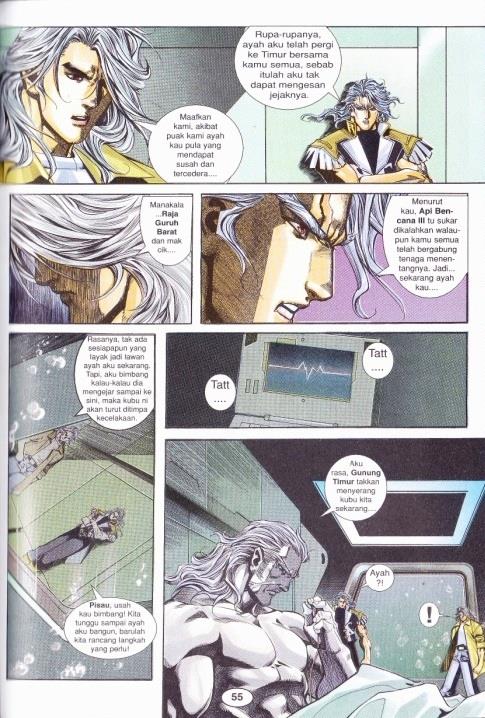 Rupa-rupanya,
ayah aku telah pergi
ke Timur bersama
kamu semua, sebab
itulah aku tak
dapat mengesan
jejaknya.
Maafkan
kami, akibat
puak kami ayah
kau pula yang
mendapat
susah dan
tercedera....
Manakala
...Raja
Guruh
Barat
dan mak
cik....
Menurut
kau, Api Ben-
cana III tu sukar
dikalahkan walau-
pun kamu semua
telah bergabung
tenaga menen-
tangnya. Jadi...
sekarang ayah
kau....
Rasanya, tak ada
sesiapapun yang
layak jadi lawan
ayah aku sekarang.
Tapi, aku bimbang
kalau-kalau dia
mengejar sampai ke
sini, maka kubu ni
akan turut ditimpa
kecelakaan.
Tatt
....
Tatt
....
Pisau, usah
kau bimbang! Kita
tunggu sampai ayah
aku bangun, barulah
kita rancang langkah
yang perlu!
Aku
rasa, Gunung
Timur takkan
menyerang
kubu kita
sekarang....
Ayah
?!
!
55